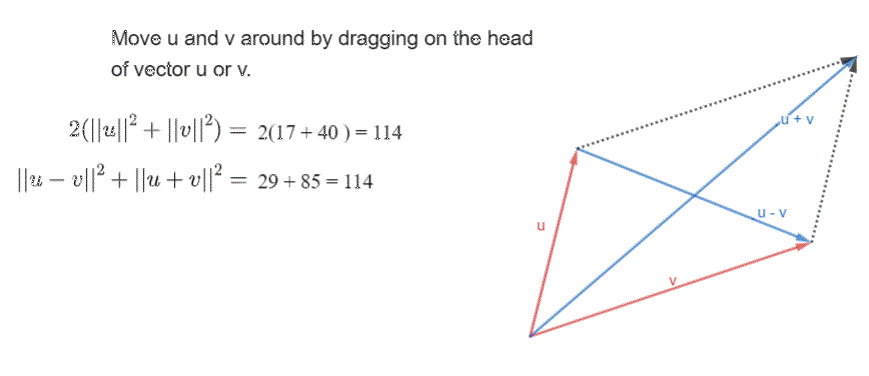 Move u and v around by dragging on the head
of vector u or v.
2(||u||² + ||v||²) = 2(17 + 40 ) = 114
||u − v||² + ||u + v||² = 29 + 85 = 114
u + v
u - v
u
v